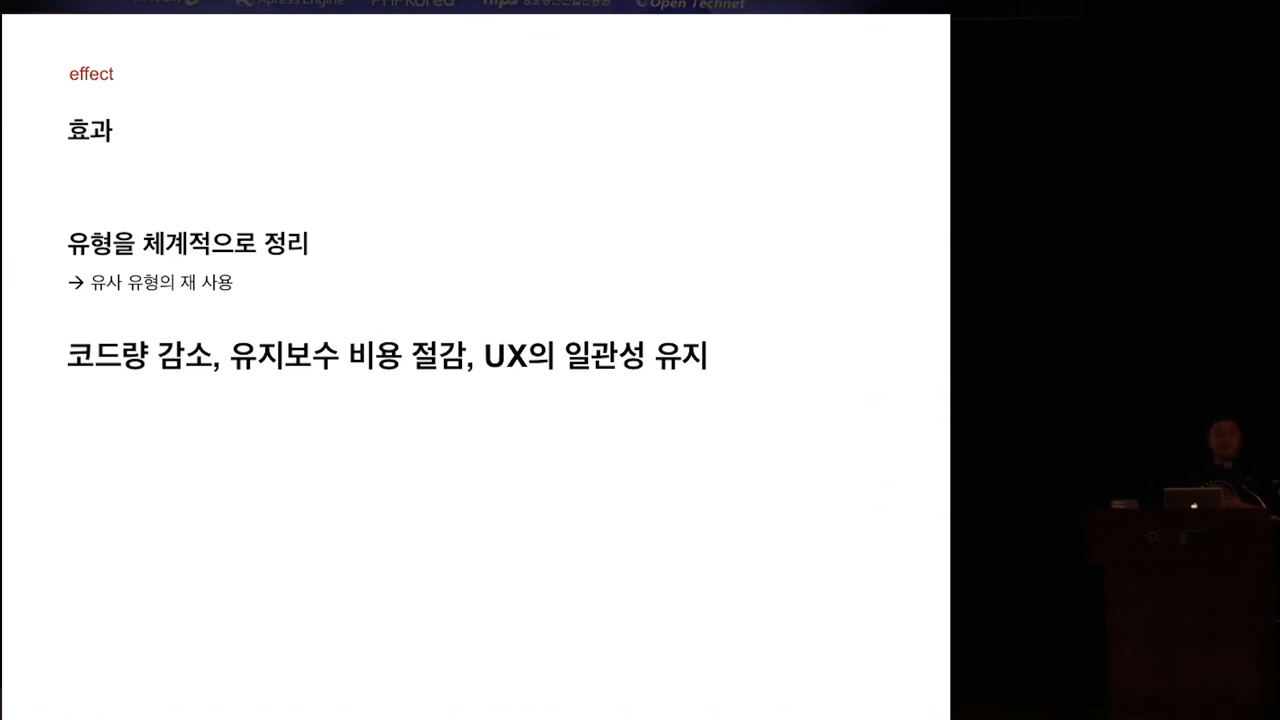 Xpress Engine PHPKorea Open Technet
effect
효과
유형을 체계적으로 정리
→ 유사 유형의 재 사용
코드량 감소, 유지보수 비용 절감, UX의 일관성 유지